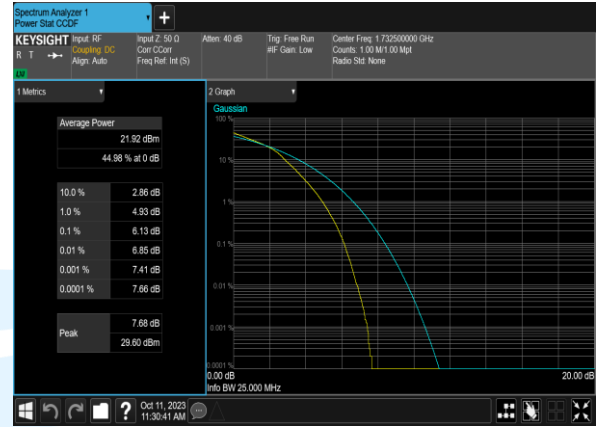 Spectrum Analyzer 1
Power Stat CCDF
+
KEYSIGHT
R T
LW
Input: RF
Coupling: DC
Align: Auto
Input Z: 50 Ω
Corr CCorr
Freq Ref: Int (S)
Atten: 40 dB
Trig: Free Run
#IF Gain: Low
Center Freq: 1.732500000 GHz
Counts: 1.00 M/1.00 Mpt
Radio Std: None
1 Metrics
Average Power
21.92 dBm
44.98 % at 0 dB
10.0 % 2.86 dB
1.0 % 4.93 dB
0.1 % 6.13 dB
0.01 % 6.85 dB
0.001 % 7.41 dB
0.0001 % 7.66 dB
Peak
7.68 dB
29.60 dBm
2 Graph
Gaussian
100 %
10 %
1 %
0.1 %
0.01 %
0.001 %
0.0001 %
0.00 dB
20.00 dB
Info BW 25.000 MHz
?
Oct 11, 2023
11:30:41 AM